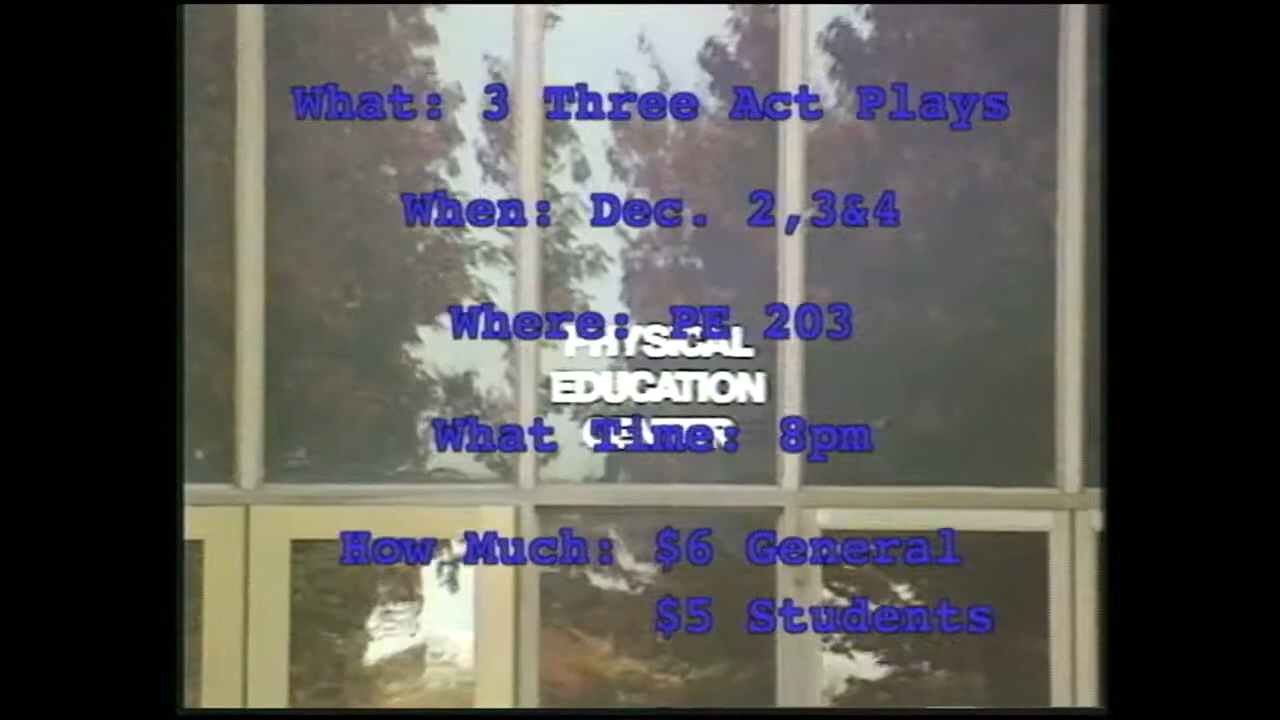 What: 3 Three Act Plays
When: Dec. 2,3&4
Where: PE 203
PHYSICAL
EDUCATION
CENTER
What Time: 8pm
How Much: $6 General
$5 Students